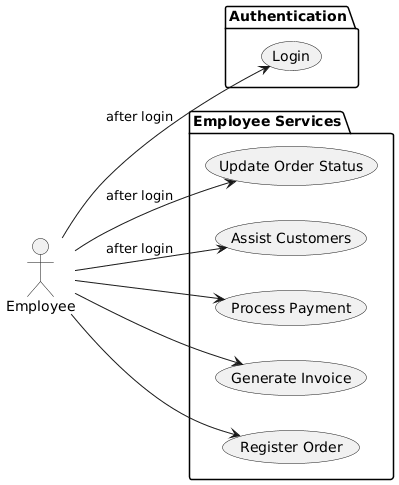 Authentication
Login
after login
Employee Services
Update Order Status
after login
Assist Customers
after login
Process Payment
Employee
Generate Invoice
Register Order